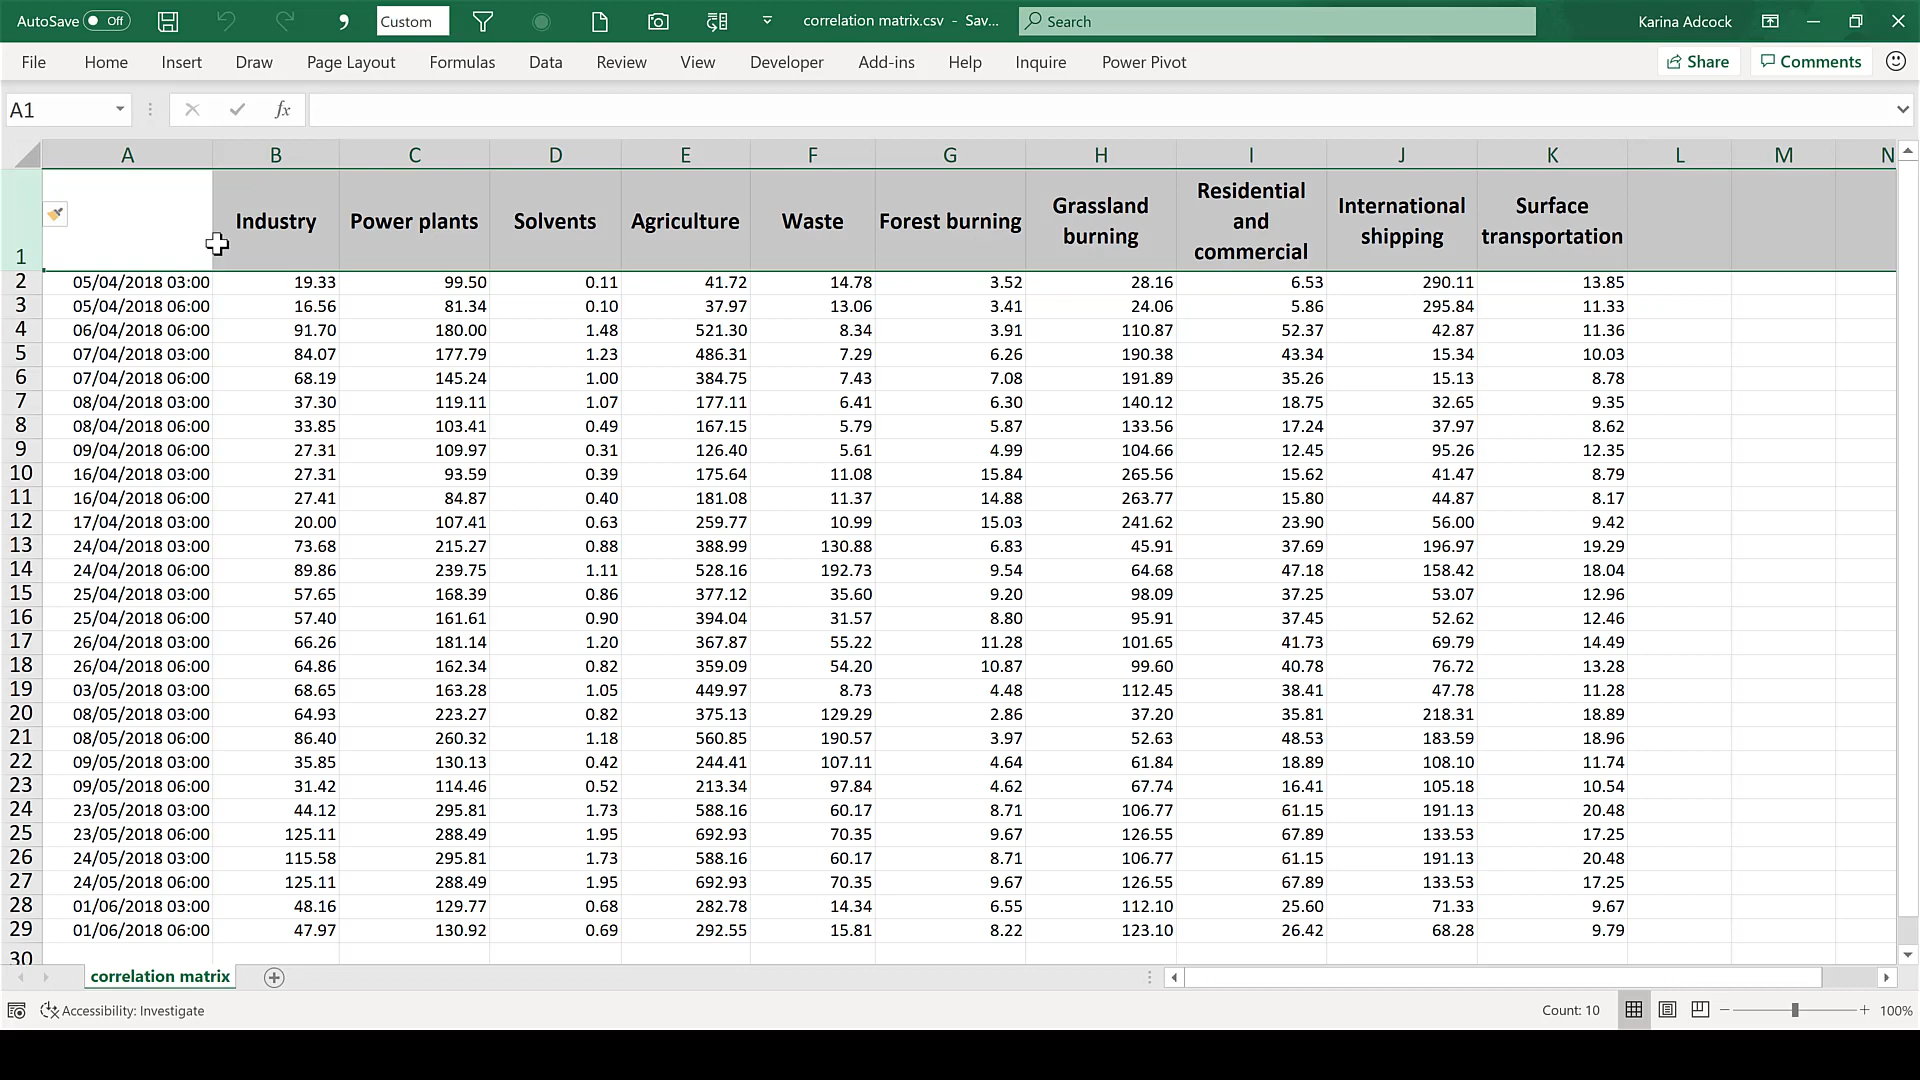 AutoSave Off Custom correlation matrix.csv - Sav... Search Karina Adcock
File Home Insert Draw Page Layout Formulas Data Review View Developer Add-ins Help Inquire Power Pivot Share Comments
A1 fx
A B C D E F G H I J K L M N
1 Industry Power plants Solvents Agriculture Waste Forest burning Grassland burning Residential and commercial International shipping Surface transportation
2 05/04/2018 03:00 19.33 99.50 0.11 41.72 14.78 3.52 28.16 6.53 290.11 13.85
3 05/04/2018 06:00 16.56 81.34 0.10 37.97 13.06 3.41 24.06 5.86 295.84 11.33
4 06/04/2018 06:00 91.70 180.00 1.48 521.30 8.34 3.91 110.87 52.37 42.87 11.36
5 07/04/2018 03:00 84.07 177.79 1.23 486.31 7.29 6.26 190.38 43.34 15.34 10.03
6 07/04/2018 06:00 68.19 145.24 1.00 384.75 7.43 7.08 191.89 35.26 15.13 8.78
7 08/04/2018 03:00 37.30 119.11 1.07 177.11 6.41 6.30 140.12 18.75 32.65 9.35
8 08/04/2018 06:00 33.85 103.41 0.49 167.15 5.79 5.87 133.56 17.24 37.97 8.62
9 09/04/2018 06:00 27.31 109.97 0.31 126.40 5.61 4.99 104.66 12.45 95.26 12.35
10 16/04/2018 03:00 27.31 93.59 0.39 175.64 11.08 15.84 265.56 15.62 41.47 8.79
11 16/04/2018 06:00 27.41 84.87 0.40 181.08 11.37 14.88 263.77 15.80 44.87 8.17
12 17/04/2018 03:00 20.00 107.41 0.63 259.77 10.99 15.03 241.62 23.90 56.00 9.42
13 24/04/2018 03:00 73.68 215.27 0.88 388.99 130.88 6.83 45.91 37.69 196.97 19.29
14 24/04/2018 06:00 89.86 239.75 1.11 528.16 192.73 9.54 64.68 47.18 158.42 18.04
15 25/04/2018 03:00 57.65 168.39 0.86 377.12 35.60 9.20 98.09 37.25 53.07 12.96
16 25/04/2018 06:00 57.40 161.61 0.90 394.04 31.57 8.80 95.91 37.45 52.62 12.46
17 26/04/2018 03:00 66.26 181.14 1.20 367.87 55.22 11.28 101.65 41.73 69.79 14.49
18 26/04/2018 06:00 64.86 162.34 0.82 359.09 54.20 10.87 99.60 40.78 76.72 13.28
19 03/05/2018 03:00 68.65 163.28 1.05 449.97 8.73 4.48 112.45 38.41 47.78 11.28
20 08/05/2018 03:00 64.93 223.27 0.82 375.13 129.29 2.86 37.20 35.81 218.31 18.89
21 08/05/2018 06:00 86.40 260.32 1.18 560.85 190.57 3.97 52.63 48.53 183.59 18.96
22 09/05/2018 03:00 35.85 130.13 0.42 244.41 107.11 4.64 61.84 18.89 108.10 11.74
23 09/05/2018 06:00 31.42 114.46 0.52 213.34 97.84 4.62 67.74 16.41 105.18 10.54
24 23/05/2018 03:00 44.12 295.81 1.73 588.16 60.17 8.71 106.77 61.15 191.13 20.48
25 23/05/2018 06:00 125.11 288.49 1.95 692.93 70.35 9.67 126.55 67.89 133.53 17.25
26 24/05/2018 03:00 115.58 295.81 1.73 588.16 60.17 8.71 106.77 61.15 191.13 20.48
27 24/05/2018 06:00 125.11 288.49 1.95 692.93 70.35 9.67 126.55 67.89 133.53 17.25
28 01/06/2018 03:00 48.16 129.77 0.68 282.78 14.34 6.55 112.10 25.60 71.33 9.67
29 01/06/2018 06:00 47.97 130.92 0.69 292.55 15.81 8.22 123.10 26.42 68.28 9.79
30
correlation matrix
Accessibility: Investigate Count: 10 100%